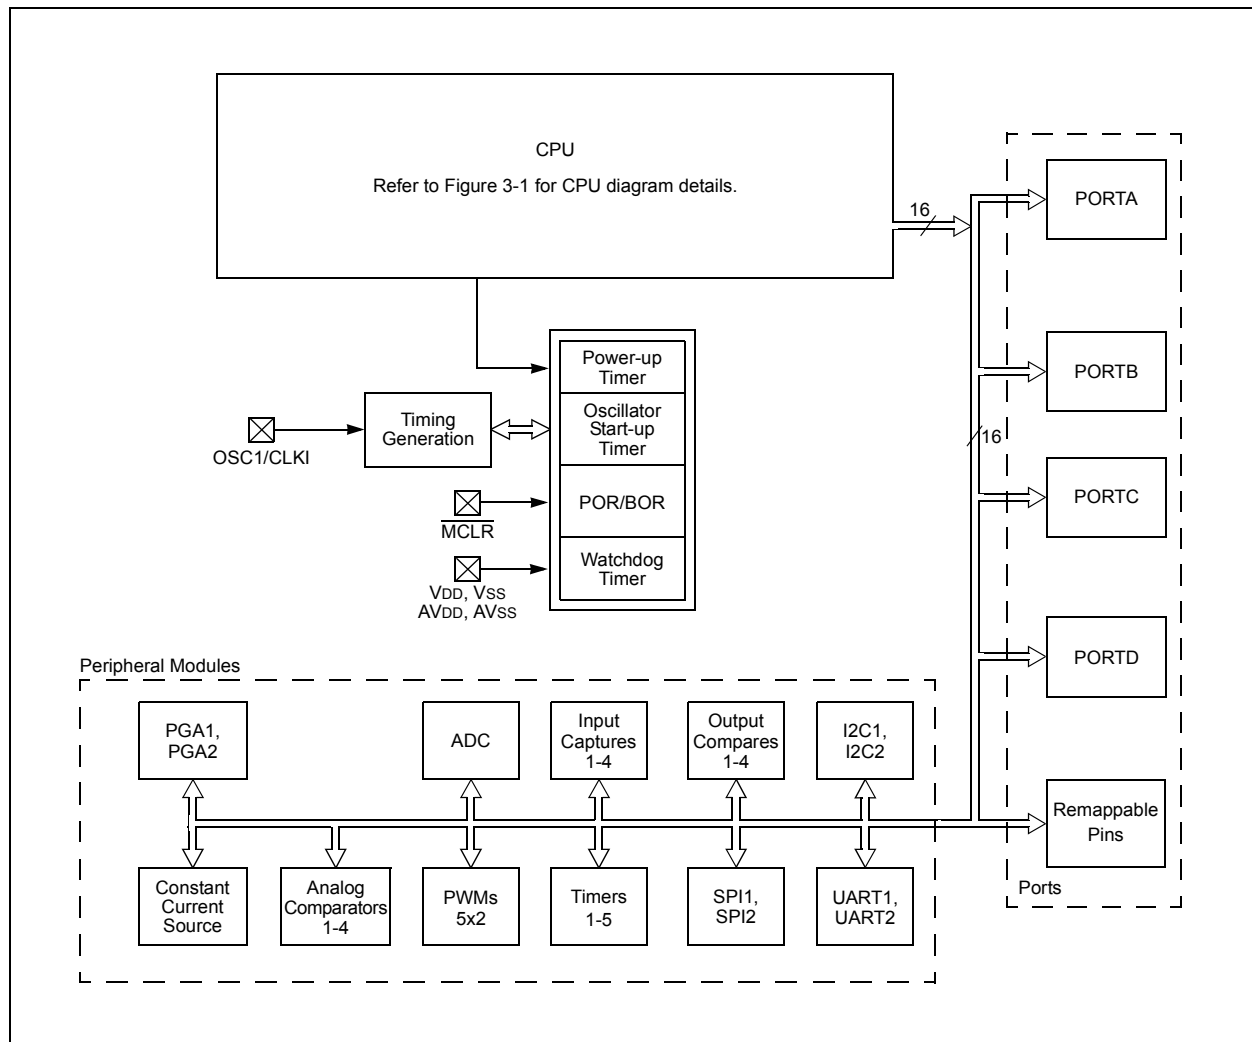 CPU
Refer to Figure 3-1 for CPU diagram details.
16
PORTA
Power-up
Timer
PORTB
Timing
Generation
Oscillator
Start-up
Timer
OSC1/CLKI
16
POR/BOR
PORTC
MCLR
Watchdog
Timer
VDD, VSS
AVDD, AVSS
PORTD
Peripheral Modules
PGA1,
PGA2
ADC
Input
Captures
1-4
Output
Compares
1-4
I2C1,
I2C2
Remappable
Pins
Constant
Current
Source
Analog
Comparators
1-4
PWMs
5x2
Timers
1-5
SPI1,
SPI2
UART1,
UART2
Ports